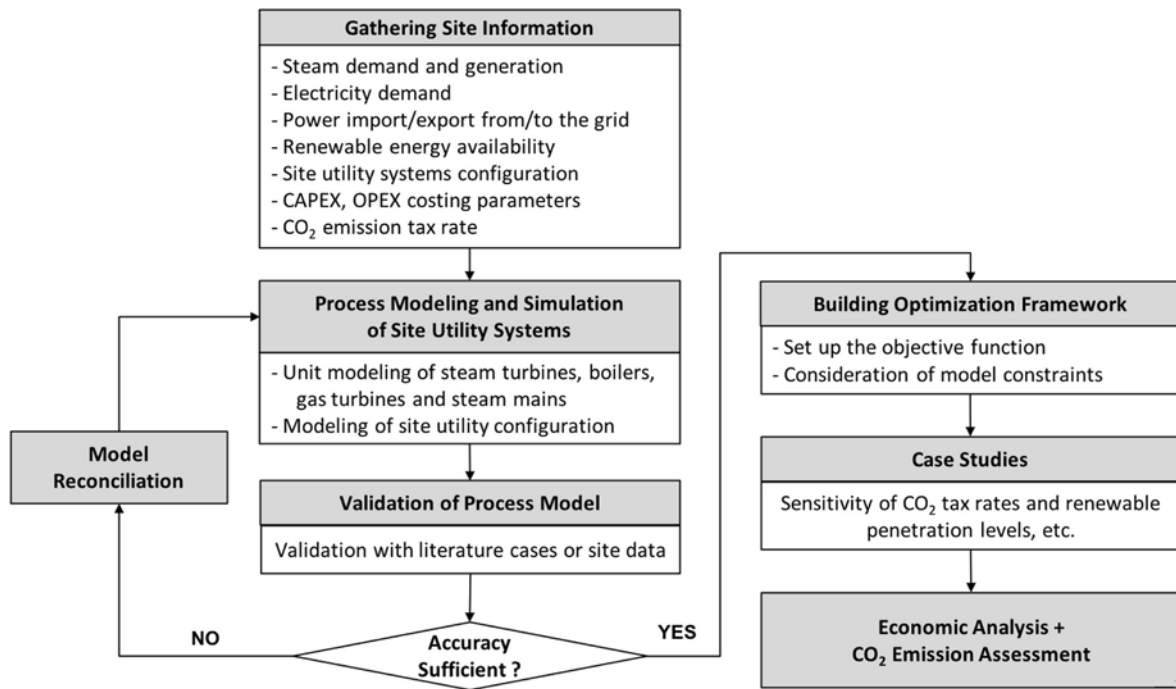 Gathering Site Information
- Steam demand and generation
- Electricity demand
- Power import/export from/to the grid
- Renewable energy availability
- Site utility systems configuration
- CAPEX, OPEX costing parameters
- CO₂ emission tax rate
Process Modeling and Simulation
of Site Utility Systems
- Unit modeling of steam turbines, boilers,
gas turbines and steam mains
- Modeling of site utility configuration
Model
Reconciliation
Validation of Process Model
Validation with literature cases or site data
NO
Accuracy
Sufficient ?
YES
Building Optimization Framework
- Set up the objective function
- Consideration of model constraints
Case Studies
Sensitivity of CO₂ tax rates and renewable
penetration levels, etc.
Economic Analysis +
CO₂ Emission Assessment